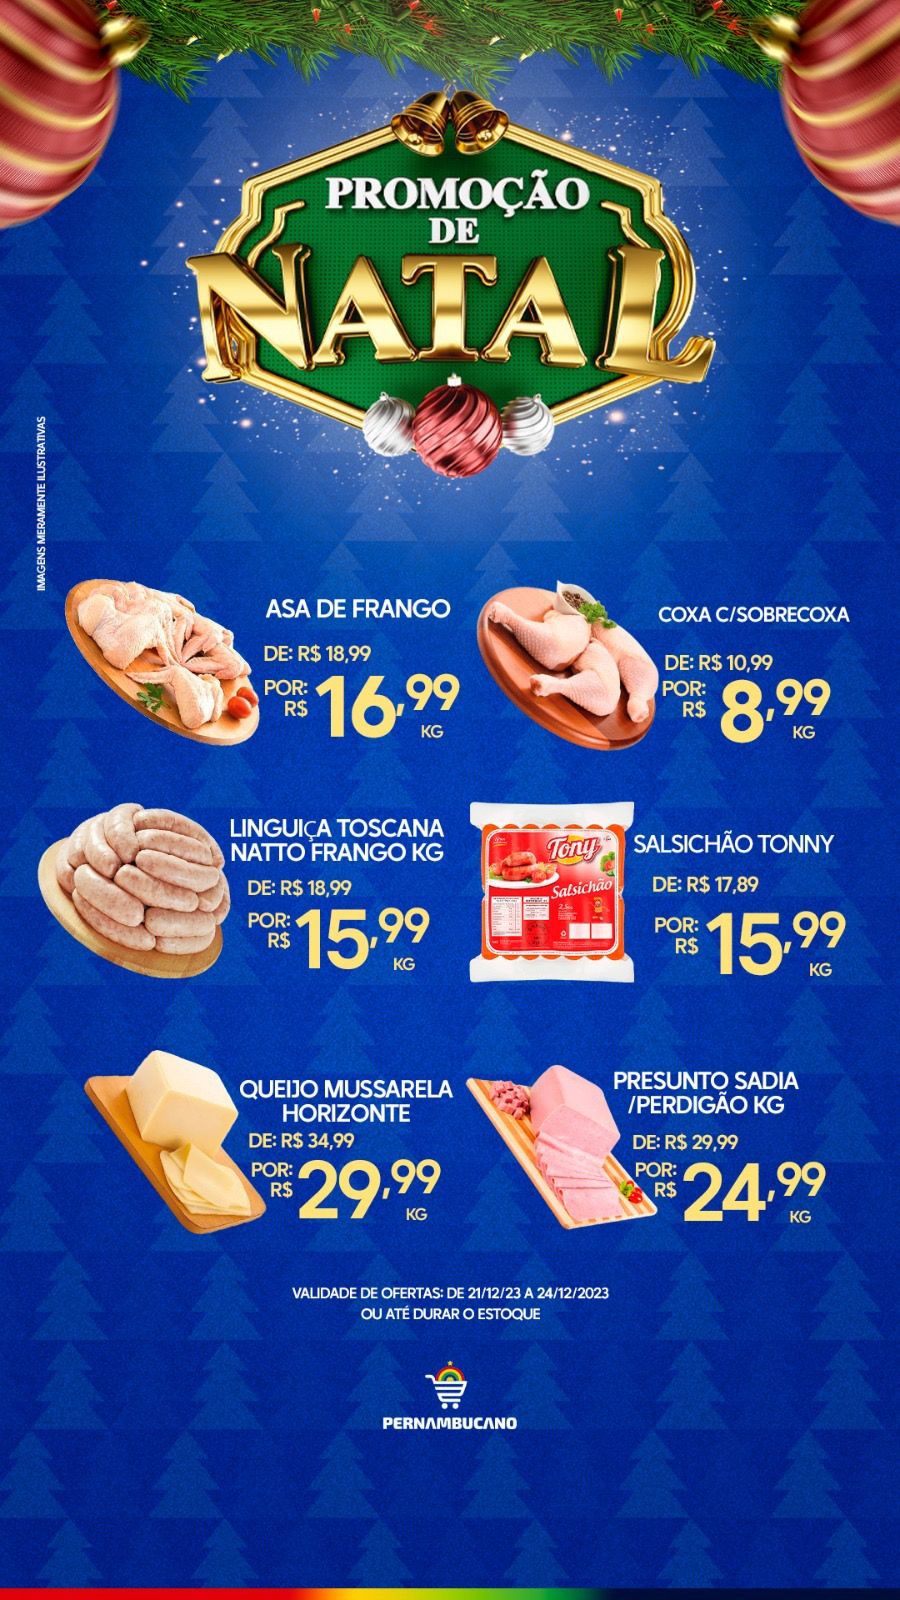 PROMOÇÃO
DE
NATAL
IMAGENS MERAMENTE ILUSTRATIVAS
ASA DE FRANGO
DE: R$ 18,99
POR:
R$ 16,99
KG
COXA C/SOBRECOXA
DE: R$ 10,99
POR:
R$ 8,99
KG
LINGUIÇA TOSCANA
NATTO FRANGO KG
DE: R$ 18,99
POR:
R$ 15,99
KG
Tony
Salsichão
SALSICHÃO TONNY
DE: R$ 17,89
POR:
R$ 15,99
KG
QUEIJO MUSSARELA
HORIZONTE
DE: R$ 34,99
POR:
R$ 29,99
KG
PRESUNTO SADIA
/PERDIGÃO KG
DE: R$ 29,99
POR:
R$ 24,99
KG
VALIDADE DE OFERTAS: DE 21/12/23 A 24/12/2023
OU ATÉ DURAR O ESTOQUE
PERNAMBUCANO